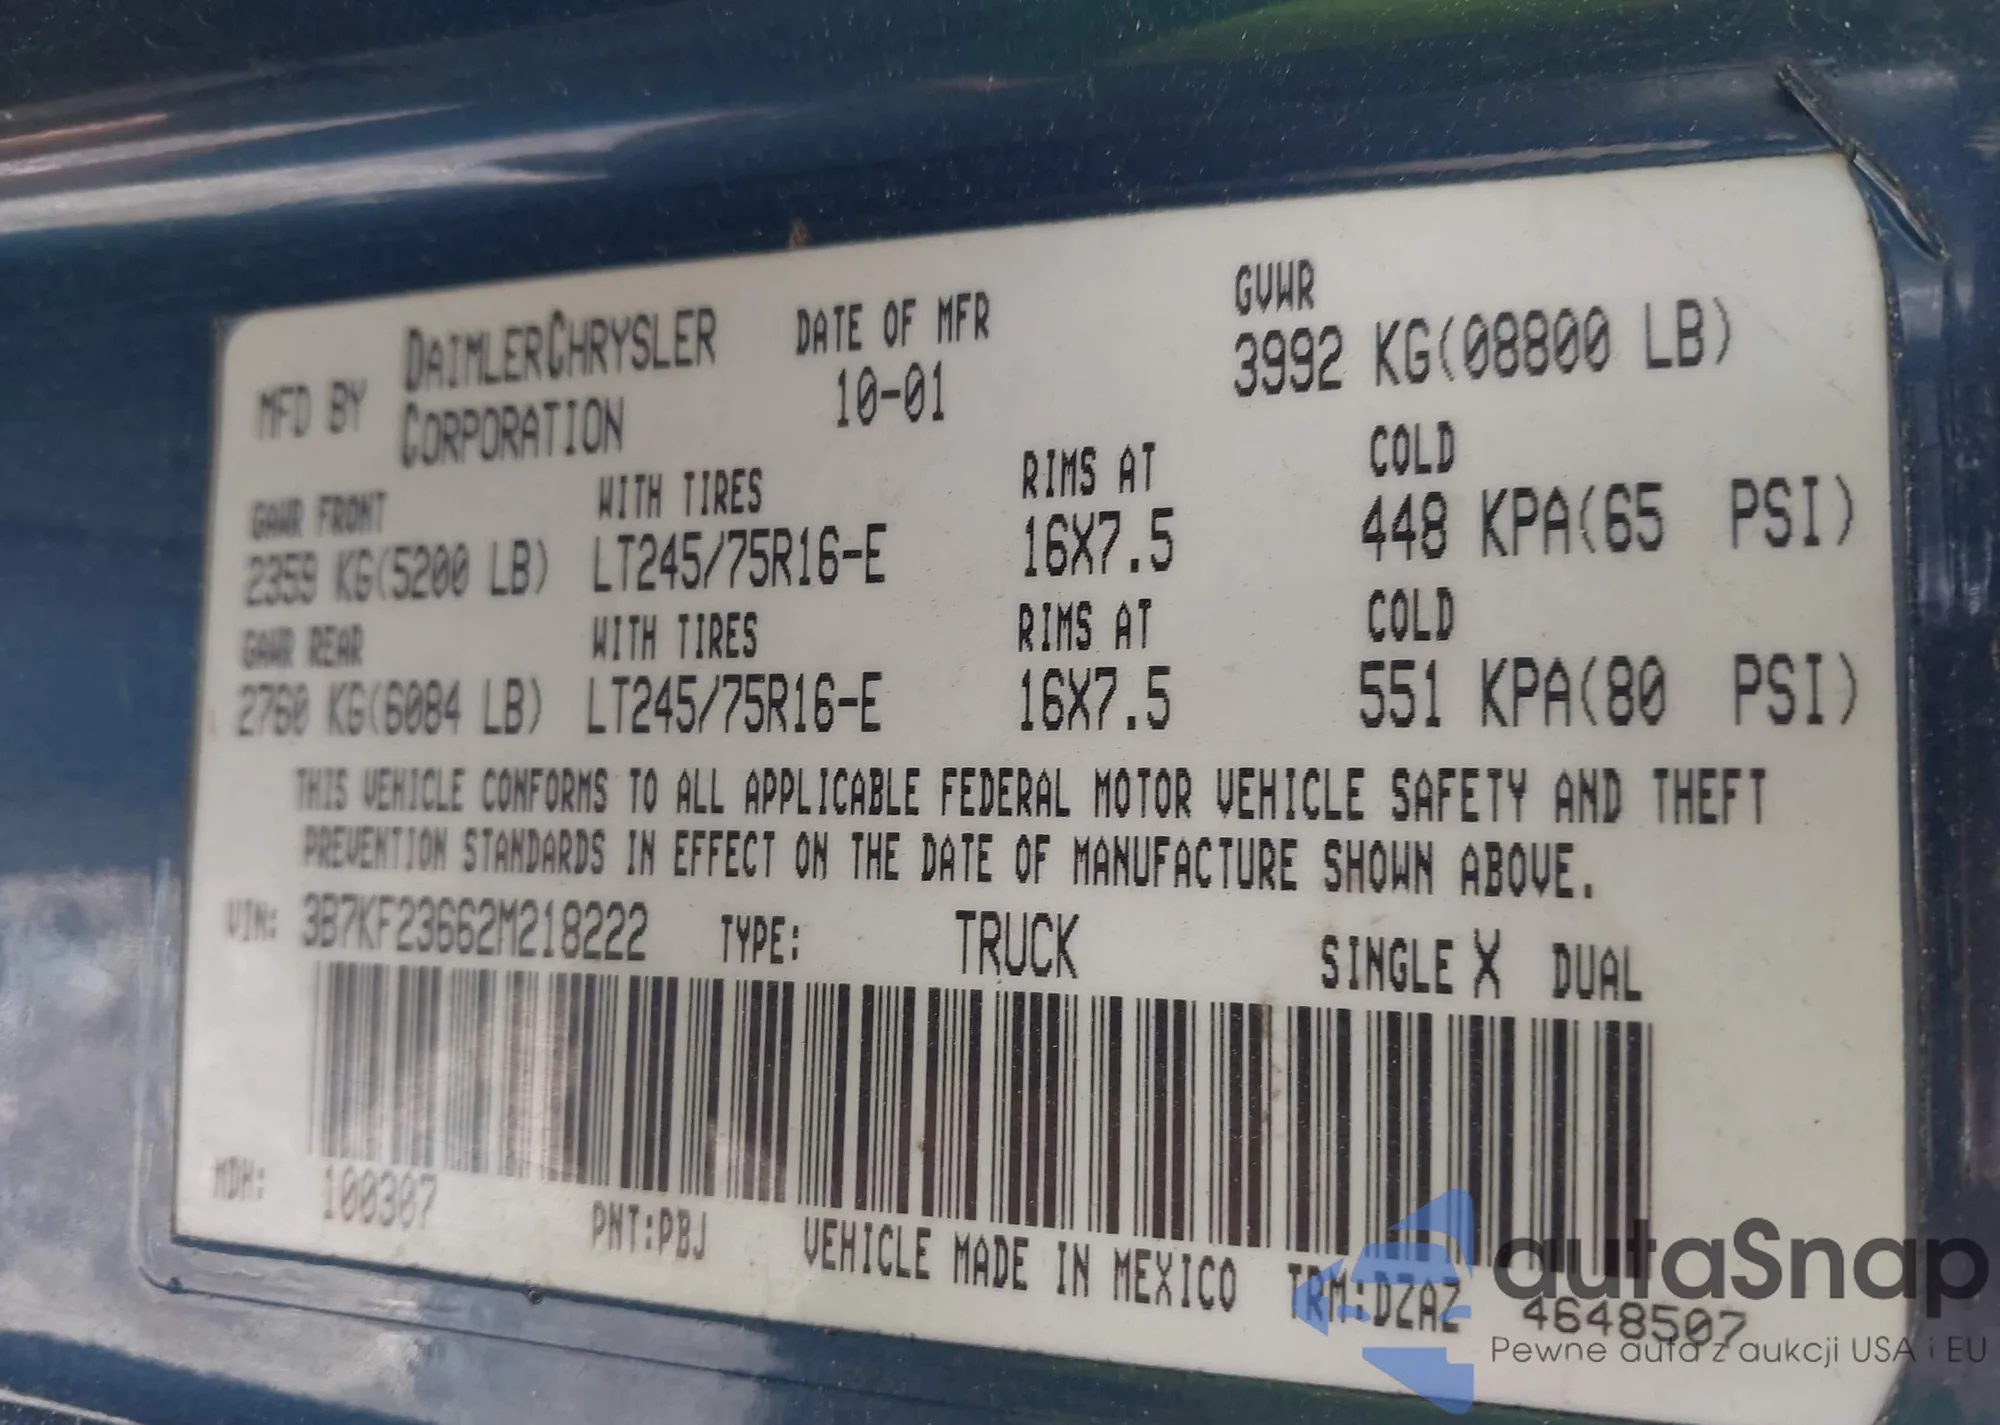 MFD BY DAIMLERCHRYSLER CORPORATION DATE OF MFR 10-01 GVWR 3992 KG(08800 LB)
GAWR FRONT WITH TIRES RIMS AT COLD
2359 KG(5200 LB) LT245/75R16-E 16X7.5 448 KPA(65 PSI)
GAWR REAR WITH TIRES RIMS AT COLD
2760 KG(6084 LB) LT245/75R16-E 16X7.5 551 KPA(80 PSI)
THIS VEHICLE CONFORMS TO ALL APPLICABLE FEDERAL MOTOR VEHICLE SAFETY AND THEFT
PREVENTION STANDARDS IN EFFECT ON THE DATE OF MANUFACTURE SHOWN ABOVE.
VIN: 3B7KF23662M218222 TYPE: TRUCK SINGLE X DUAL
MDH: 100307 PNT:PBJ VEHICLE MADE IN MEXICO TRM:DZAZ 4648507
autaSnap
Pewne auta z aukcji USA i EU